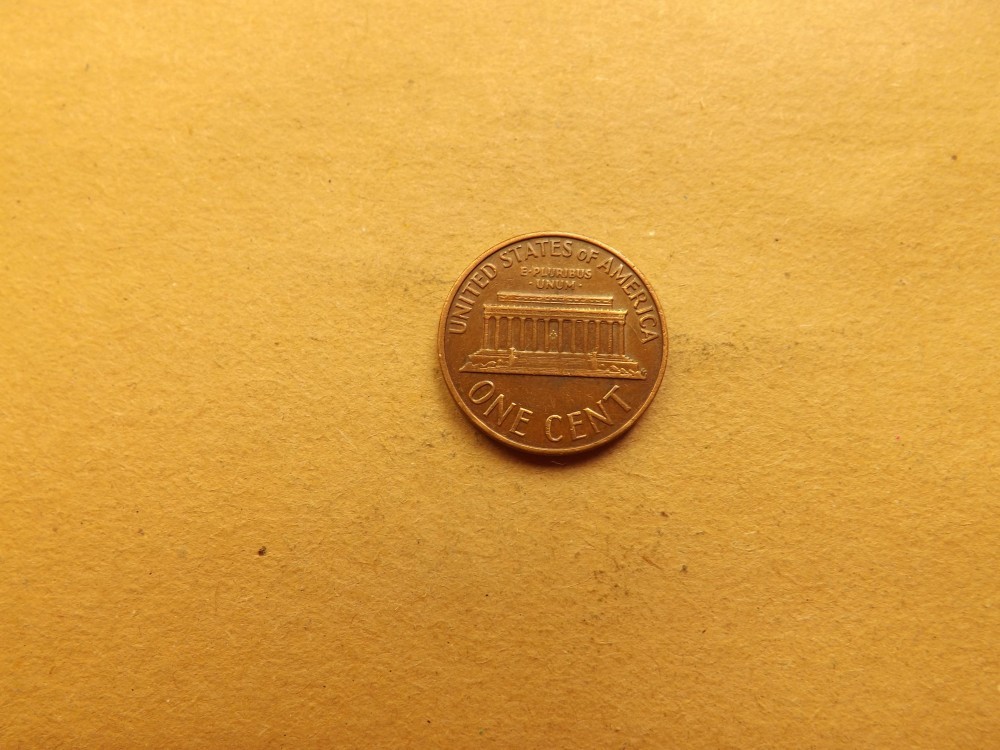 UNITED STATES OF AMERICA
E·PLURIBUS
·UNUM·
ONE CENT